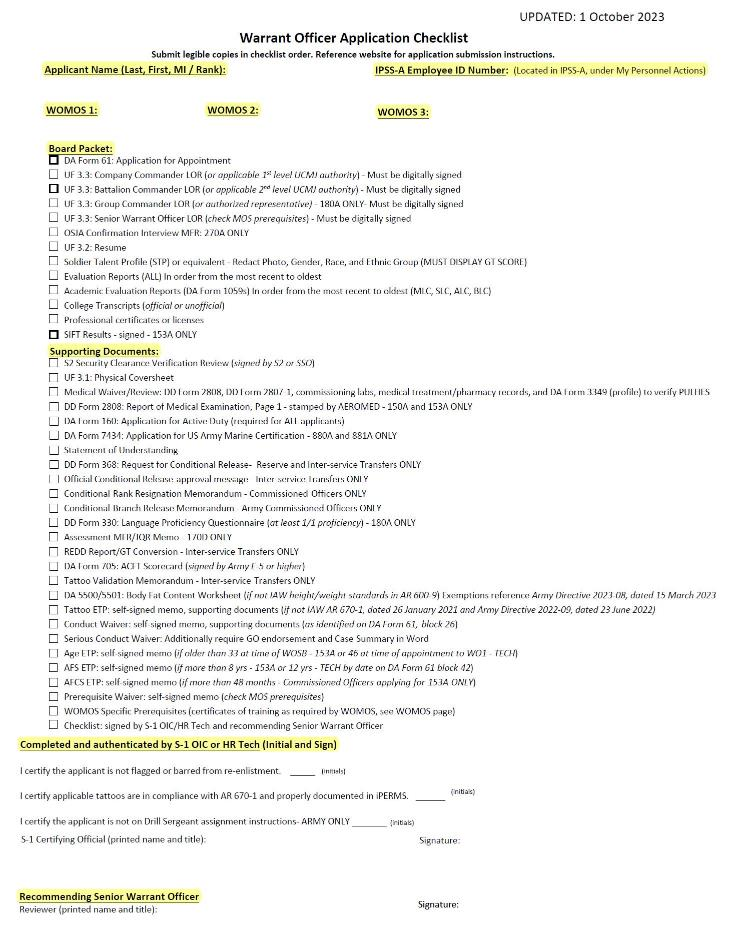 UPDATED: 1 October 2023
Warrant Officer Application Checklist
Submit legible copies in checklist order. Reference website for application submission instructions.
Applicant Name (Last, First, MI / Rank): IPSS-A Employee ID Number: (Located in IPSS-A, under My Personnel Actions)
WOMOS 1: WOMOS 2: WOMOS 3:
Board Packet:
DA Form 61: Application for Appointment
UF 3.3: Company Commander LOR (or applicable 1st level UCMJ authority) - Must be digitally signed
UF 3.3: Battalion Commander LOR (or applicable 2nd level UCMJ authority) - Must be digitally signed
UF 3.3: Group Commander LOR (or authorized representative) - 180A ONLY- Must be digitally signed
UF 3.3: Senior Warrant Officer LOR (check MOS prerequisites) - Must be digitally signed
OSJA Confirmation Interview MFR: 270A ONLY
UF 3.2: Resume
Soldier Talent Profile (STP) or equivalent - Redact Photo, Gender, Race, and Ethnic Group (MUST DISPLAY GT SCORE)
Evaluation Reports (ALL) In order from the most recent to oldest
Academic Evaluation Reports (DA Form 1059s) In order from the most recent to oldest (MLC, SLC, ALC, BLC)
College Transcripts (official or unofficial)
Professional certificates or licenses
SIFT Results - signed - 153A ONLY
Supporting Documents:
S2 Security Clearance Verification Review (signed by S2 or SSO)
UF 3.1: Physical Coversheet
Medical Waiver/Review: DD Form 2808, DD Form 2807-1, commissioning labs, medical treatment/pharmacy records, and DA Form 3349 (profile) to verify PULHES
DD Form 2808: Report of Medical Examination, Page 1 - stamped by AEROMED - 150A and 153A ONLY
DA Form 160: Application for Active Duty (required for ALL applicants)
DA Form 7434: Application for US Army Marine Certification - 880A and 881A ONLY
Statement of Understanding
DD Form 368: Request for Conditional Release- Reserve and Inter-service Transfers ONLY
Official Conditional Release approval message - Inter-service Transfers ONLY
Conditional Rank Resignation Memorandum - Commissioned Officers ONLY
Conditional Branch Release Memorandum - Army Commissioned Officers ONLY
DD Form 330: Language Proficiency Questionnaire (at least 1/1 proficiency) - 180A ONLY
Assessment MFR/JQR Memo - 170D ONLY
REDD Report/GT Conversion - Inter-service Transfers ONLY
DA Form 705: ACFT Scorecard (signed by Army E-5 or higher)
Tattoo Validation Memorandum - Inter-service Transfers ONLY
DA 5500/5501: Body Fat Content Worksheet (if not IAW height/weight standards in AR 600-9) Exemptions reference Army Directive 2023-08, dated 15 March 2023
Tattoo ETP: self-signed memo, supporting documents (if not IAW AR 670-1, dated 26 January 2021 and Army Directive 2022-09, dated 23 June 2022)
Conduct Waiver: self-signed memo, supporting documents (as identified on DA Form 61, block 26)
Serious Conduct Waiver: Additionally require GO endorsement and Case Summary in Word
Age ETP: self-signed memo (if older than 33 at time of WOSB - 153A or 46 at time of appointment to WO1 - TECH)
AFS ETP: self-signed memo (if more than 8 yrs - 153A or 12 yrs - TECH by date on DA Form 61 block 42)
AFCS ETP: self-signed memo (if more than 48 months - Commissioned Officers applying for 153A ONLY)
Prerequisite Waiver: self-signed memo (check MOS prerequisites)
WOMOS Specific Prerequisites (certificates of training as required by WOMOS, see WOMOS page)
Checklist: signed by S-1 OIC/HR Tech and recommending Senior Warrant Officer
Completed and authenticated by S-1 OIC or HR Tech (Initial and Sign)
I certify the applicant is not flagged or barred from re-enlistment. _____ (initials)
I certify applicable tattoos are in compliance with AR 670-1 and properly documented in iPERMS. ______ (initials)
I certify the applicant is not on Drill Sergeant assignment instructions- ARMY ONLY _______ (initials)
S-1 Certifying Official (printed name and title): Signature:
Recommending Senior Warrant Officer
Reviewer (printed name and title): Signature: